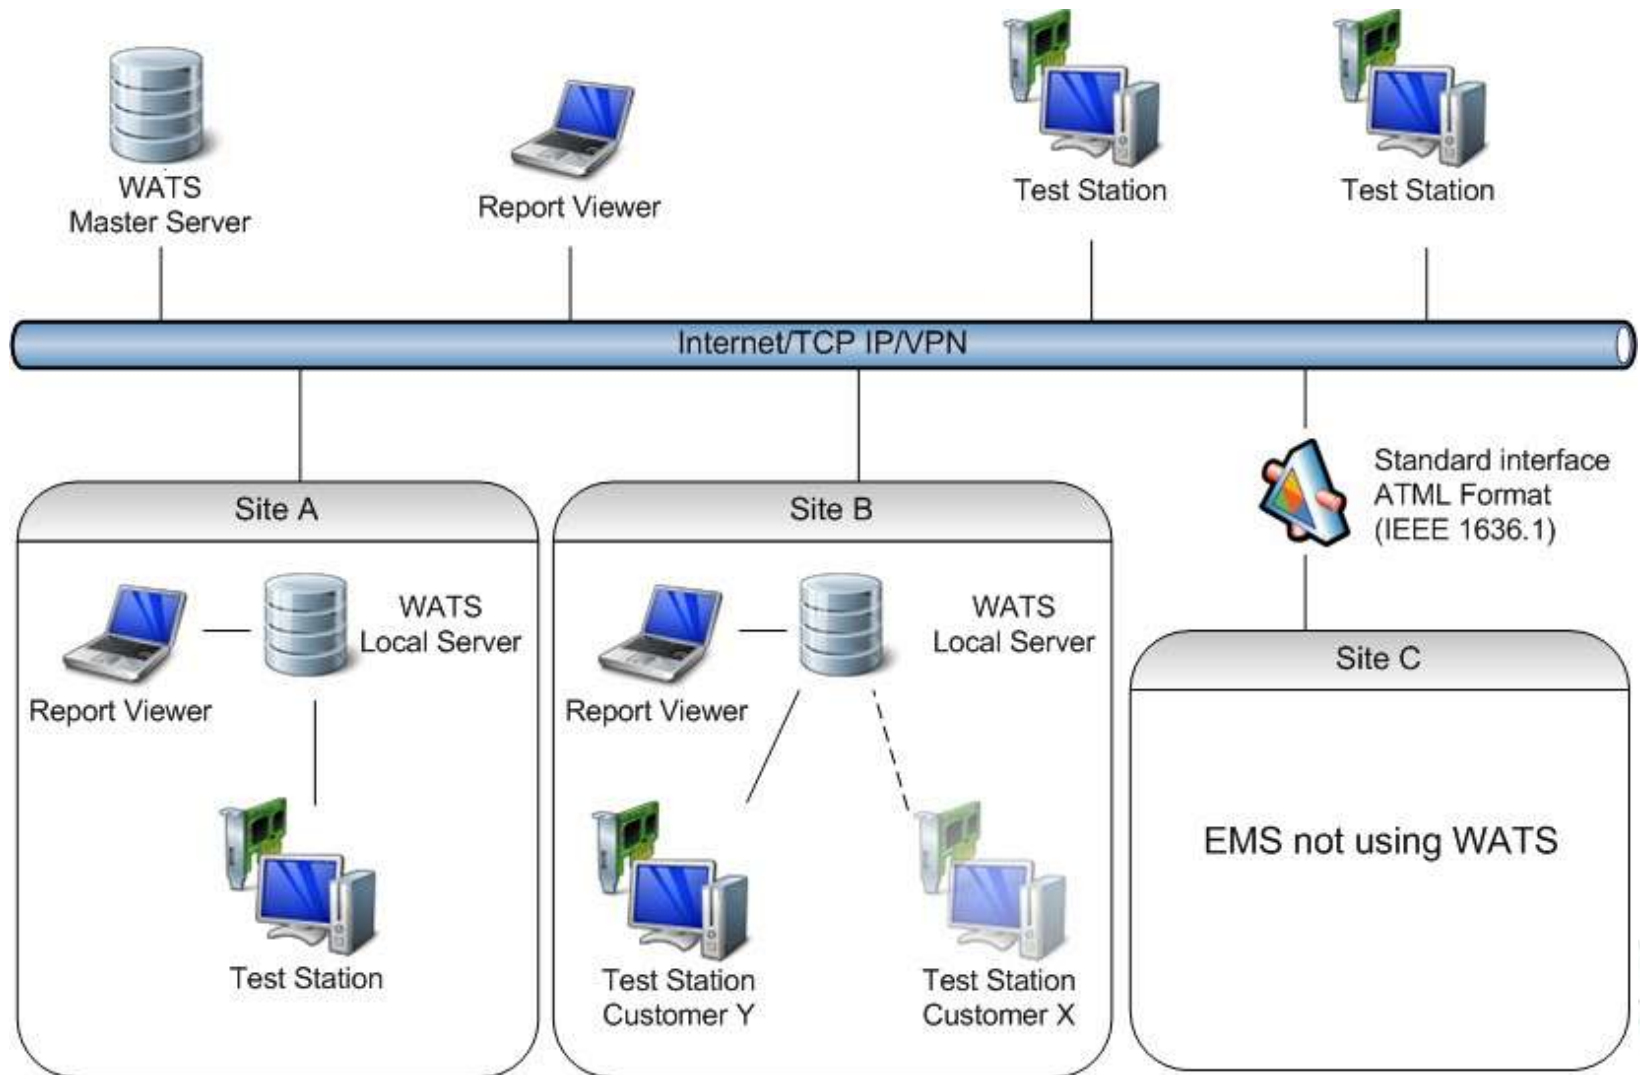 WATS
Master Server
Report Viewer
Test Station
Test Station
Internet/TCP IP/VPN
Standard interface
ATML Format
(IEEE 1636.1)
Site A
WATS
Local Server
Report Viewer
Test Station
Site B
WATS
Local Server
Report Viewer
Test Station
Customer Y
Test Station
Customer X
Site C
EMS not using WATS